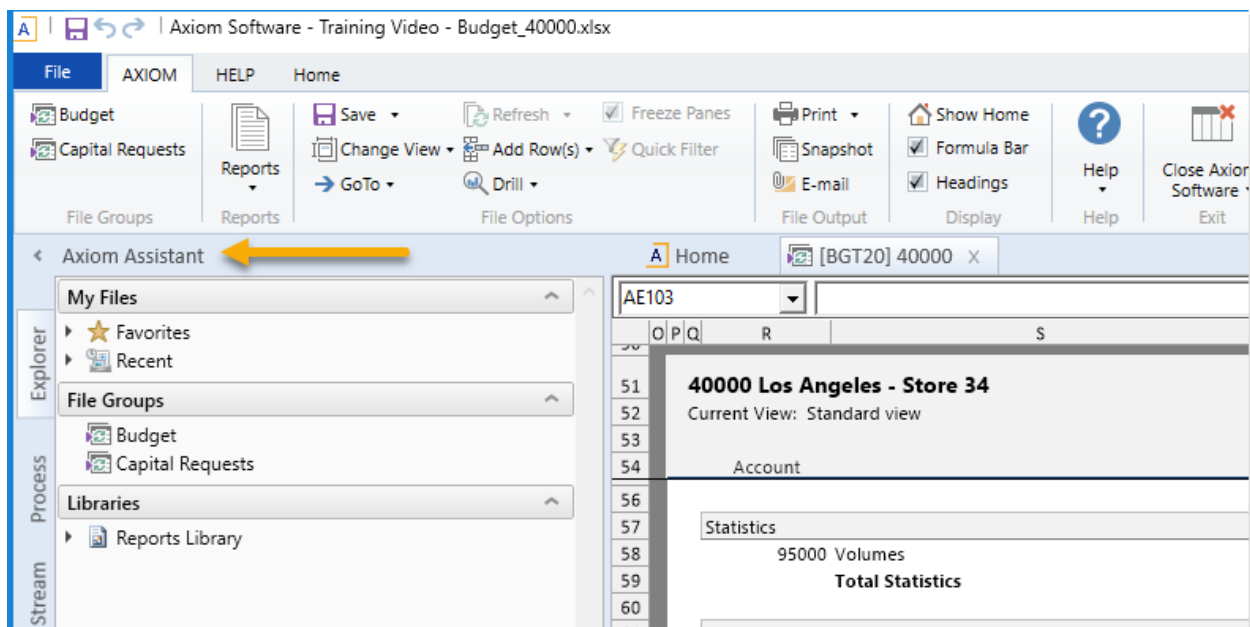 A Axiom Software - Training Video - Budget_40000.xlsx
File AXIOM HELP Home
Budget
Capital Requests
File Groups
Reports
Reports
Save Refresh Freeze Panes
Change View Add Row(s) Quick Filter
GoTo Drill
File Options
Print
Snapshot
E-mail
File Output
Show Home
Formula Bar
Headings
Display
?
Help
Help
Close Axiom
Software
Exit
Axiom Assistant
Explorer
Process
Stream
My Files
Favorites
Recent
File Groups
Budget
Capital Requests
Libraries
Reports Library
A Home [BGT20] 40000
AE103
O P Q R S
51 40000 Los Angeles - Store 34
52 Current View: Standard view
53
54 Account
56
57 Statistics
58 95000 Volumes
59 Total Statistics
60